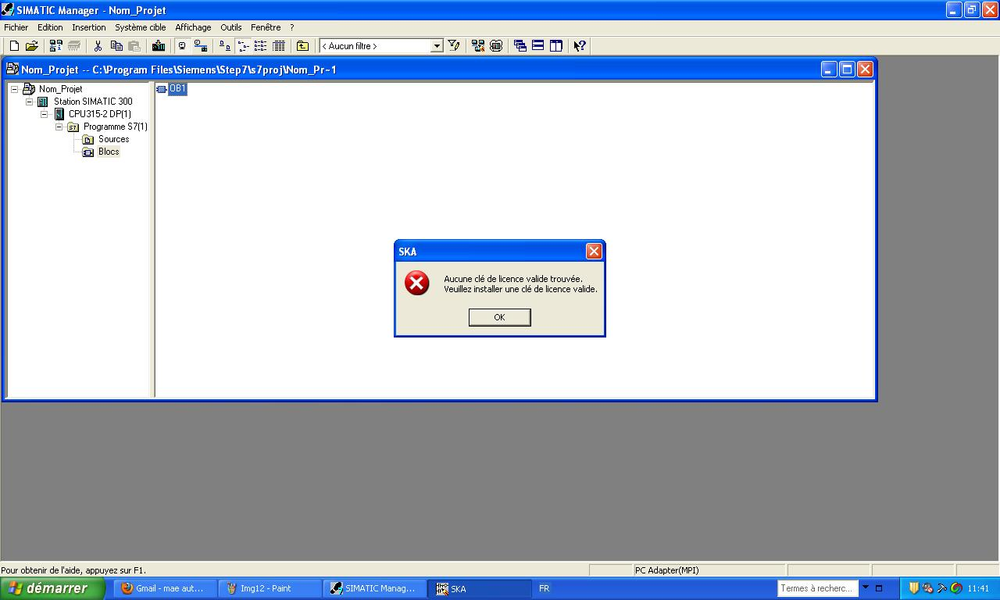 SIMATIC Manager - Nom_Projet
Fichier Edition Insertion Système cible Affichage Outils Fenêtre ?
< Aucun filtre >
Nom_Projet -- C:\Program Files\Siemens\Step7\s7proj\Nom_Pr~1
Nom_Projet
Station SIMATIC 300
CPU315-2 DP(1)
Programme S7(1)
Sources
Blocs
OB1
SKA
Aucune clé de licence valide trouvée.
Veuillez installer une clé de licence valide.
OK
Pour obtenir de l'aide, appuyez sur F1.
PC Adapter(MPI)
démarrer
Gmail - mae aut...
Img12 - Paint
SIMATIC Manag...
SKA
FR
Termes à recherc...
11:41